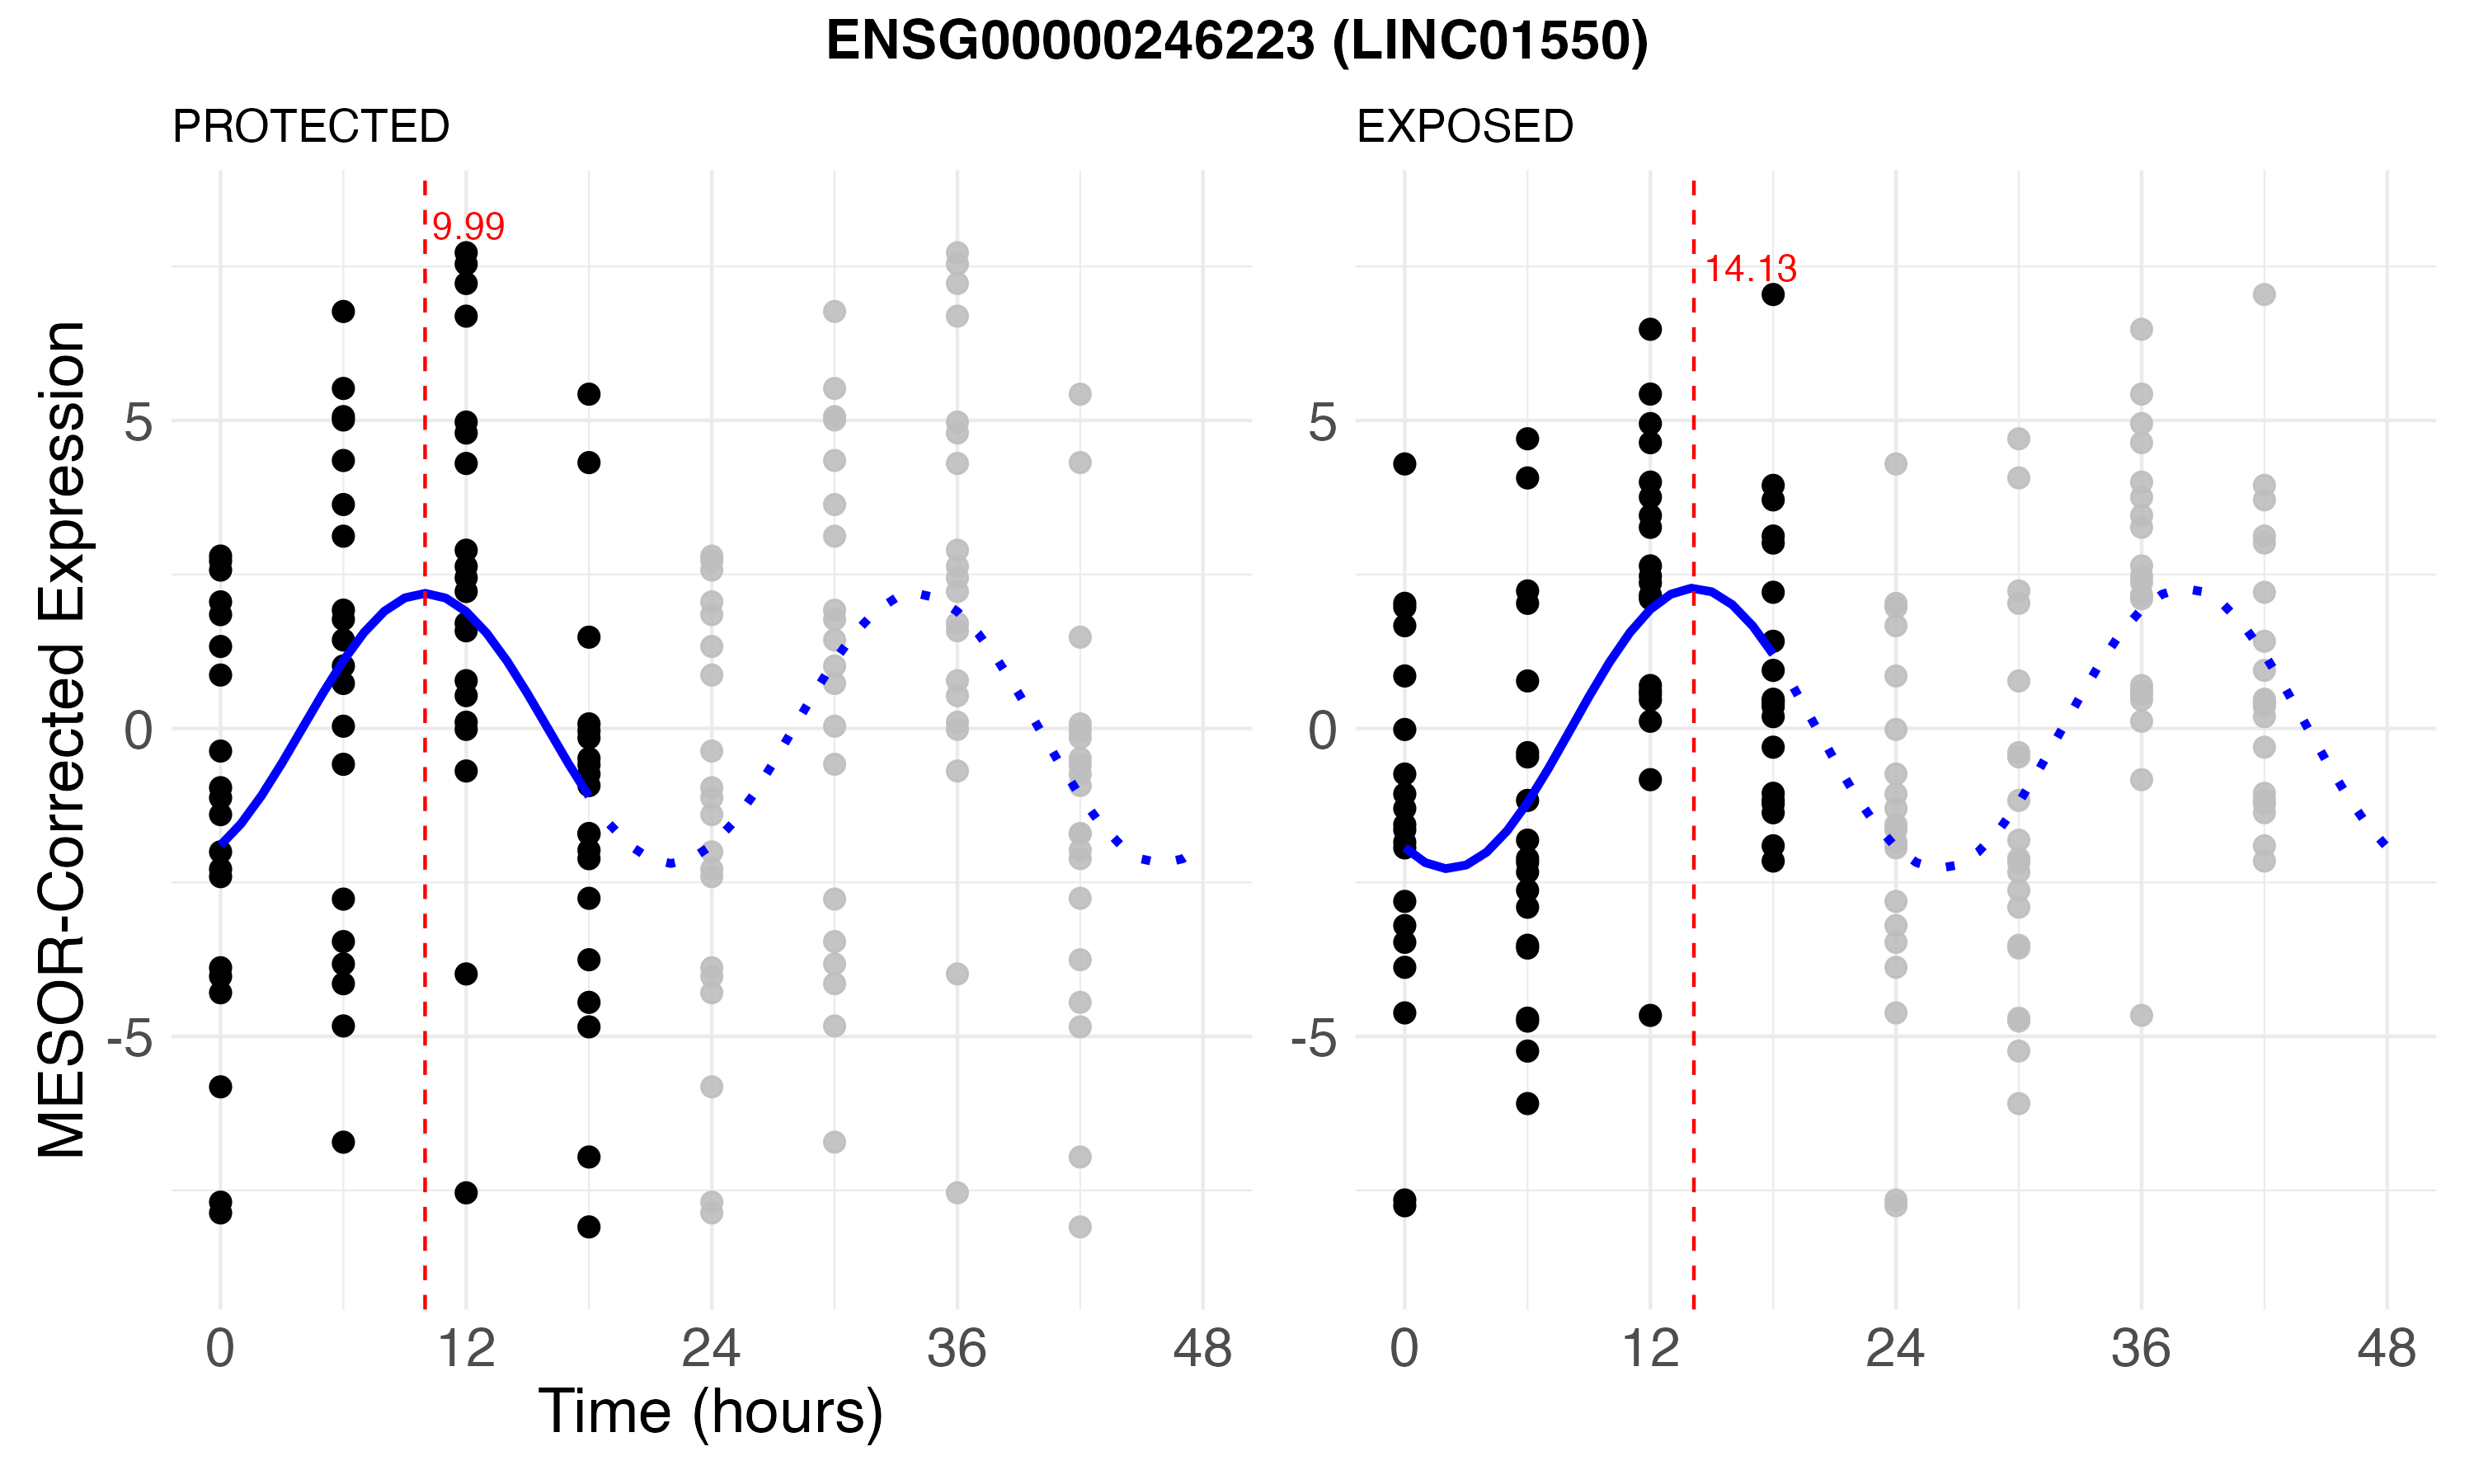 ENSG00000246223 (LINC01550)
PROTECTED
EXPOSED
MESOR-Corrected Expression
9.99
14.13
5
0
-5
5
0
-5
0 12 24 36 48
0 12 24 36 48
Time (hours)